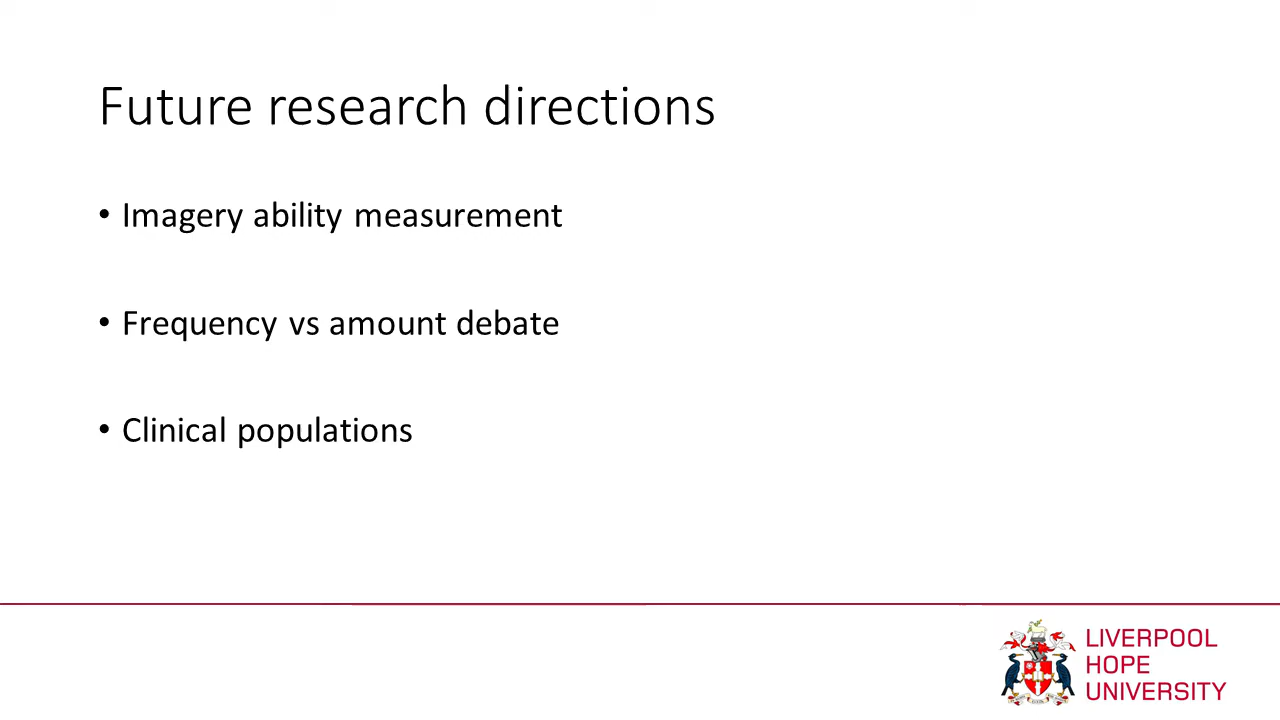 Future research directions
• Imagery ability measurement
• Frequency vs amount debate
• Clinical populations
LIVERPOOL
HOPE
UNIVERSITY